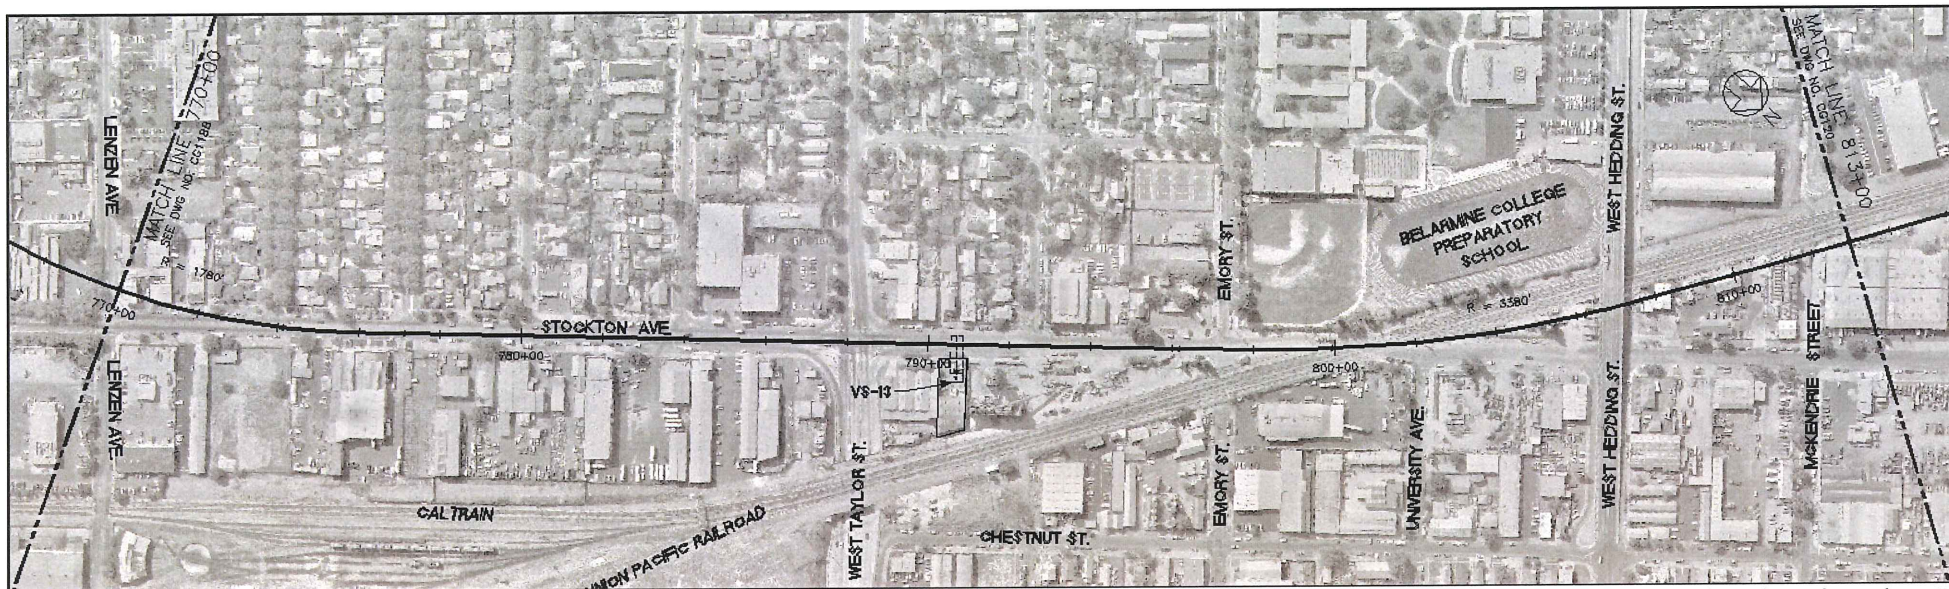 LENZEN AVE.
MATCH LINE 770+00
SEE DWG NO. CG118B
R = 1780'
770+00
LENZEN AVE.
STOCKTON AVE.
780+00
790+00
VS-13
WEST TAYLOR ST.
CALTRAIN
UNION PACIFIC RAILROAD
CHESTNUT ST.
EMORY ST.
EMORY ST.
BELARMINE COLLEGE
PREPARATORY
SCHOOL
R = 3380'
800+00
UNIVERSITY AVE.
WEST HEDDING ST.
WEST HEDDING ST.
810+00
MCKENDRIE STREET
N
MATCH LINE 813+00
SEE DWG NO. CG120